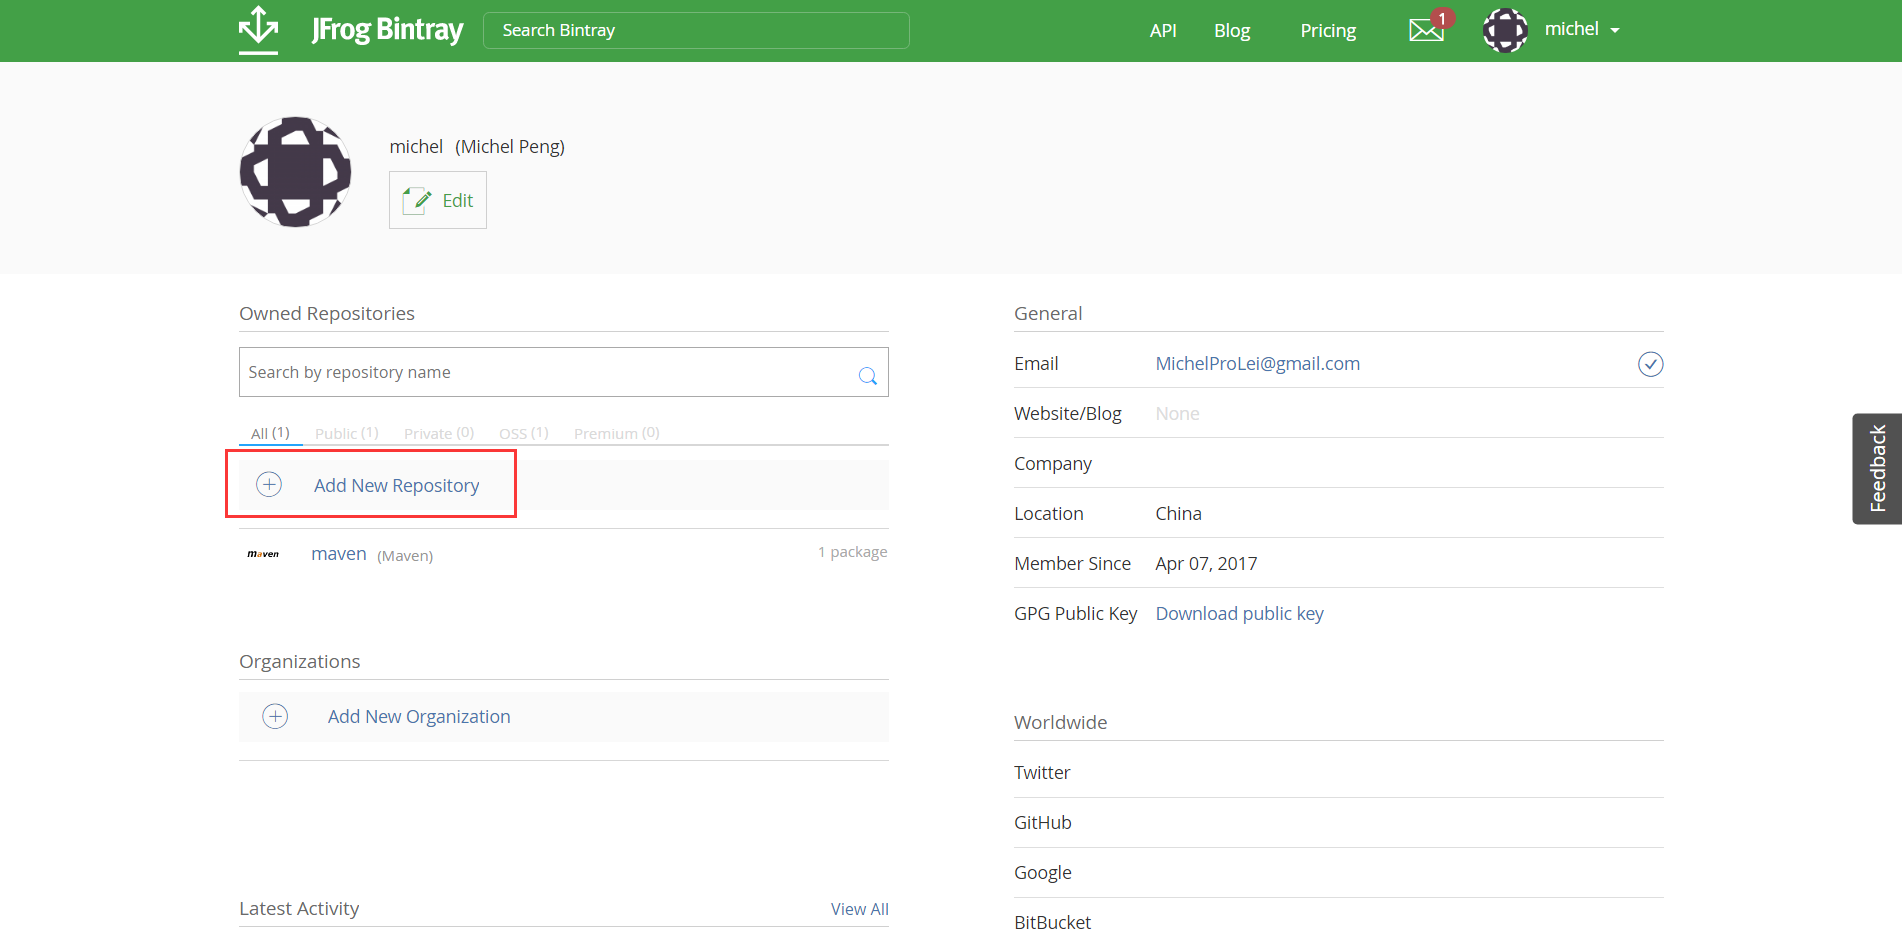 JFrog Bintray Search Bintray API Blog Pricing 1 michel
michel (Michel Peng)
Edit
Owned Repositories
Search by repository name
All (1) Public (1) Private (0) OSS (1) Premium (0)
Add New Repository
maven maven (Maven) 1 package
Organizations
Add New Organization
Latest Activity View All
General
Email MichelProLei@gmail.com
Website/Blog None
Company
Location China
Member Since Apr 07, 2017
GPG Public Key Download public key
Worldwide
Twitter
GitHub
Google
BitBucket
Feedback